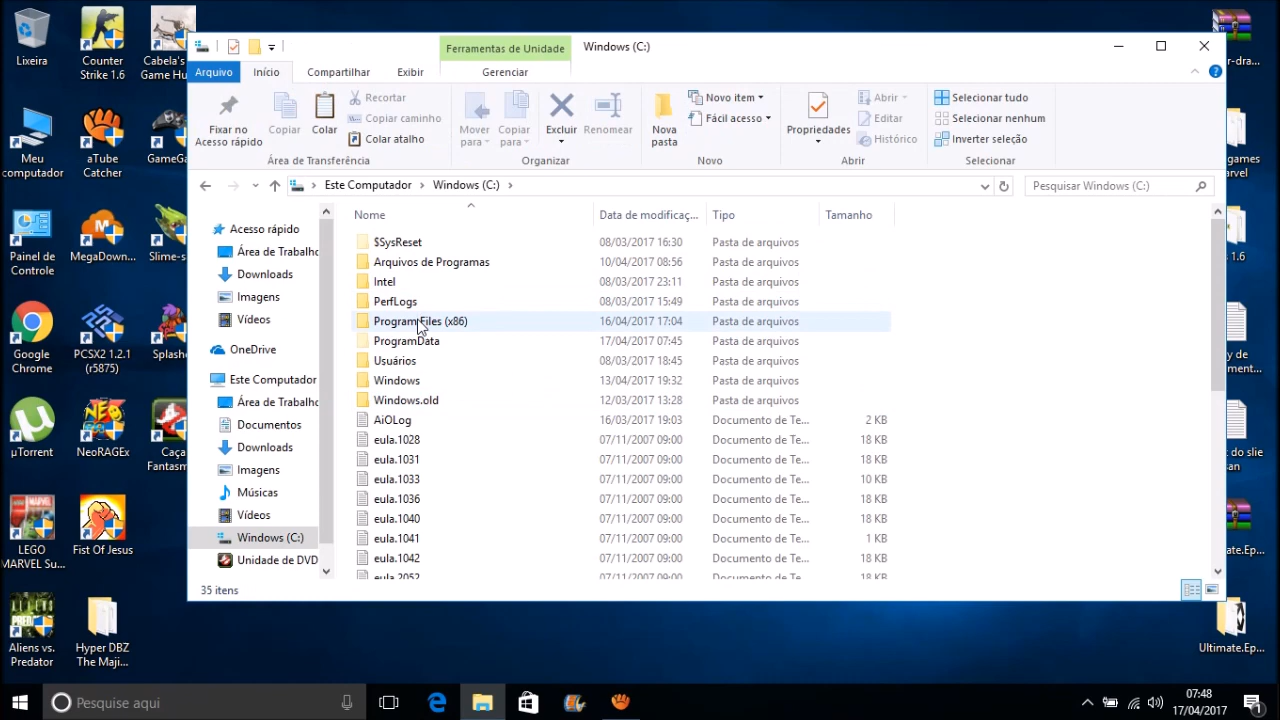 Lixeira
Counter
Strike 1.6
Cabela's
Game Hu...
Meu
computador
aTube
Catcher
GameGa
Painel de
Controle
MegaDown...
Slime-s
Google
Chrome
PCSX2 1.2.1
(r5875)
Splashe
µTorrent
NeoRAGEx
Caça
Fantasm
LEGO
MARVEL Su...
Fist Of Jesus
Aliens vs.
Predator
Hyper DBZ
The Maji...
Ferramentas de Unidade
Windows (C:)
Arquivo
Início
Compartilhar
Exibir
Gerenciar
Fixar no
Acesso rápido
Copiar
Colar
Recortar
Copiar caminho
Colar atalho
Área de Transferência
Mover
para
Copiar
para
Excluir
Renomear
Organizar
Nova
pasta
Novo item
Fácil acesso
Novo
Propriedades
Abrir
Editar
Histórico
Abrir
Selecionar tudo
Selecionar nenhum
Inverter seleção
Selecionar
Este Computador
Windows (C:)
Pesquisar Windows (C:)
Acesso rápido
Área de Trabalho
Downloads
Imagens
Vídeos
OneDrive
Este Computador
Área de Trabalho
Documentos
Downloads
Imagens
Músicas
Vídeos
Windows (C:)
Unidade de DVD
Nome Data de modificaç... Tipo Tamanho
$SysReset 08/03/2017 16:30 Pasta de arquivos
Arquivos de Programas 10/04/2017 08:56 Pasta de arquivos
Intel 08/03/2017 23:11 Pasta de arquivos
PerfLogs 08/03/2017 15:49 Pasta de arquivos
Program Files (x86) 16/04/2017 17:04 Pasta de arquivos
ProgramData 17/04/2017 07:45 Pasta de arquivos
Usuários 08/03/2017 18:45 Pasta de arquivos
Windows 13/04/2017 19:32 Pasta de arquivos
Windows.old 12/03/2017 13:28 Pasta de arquivos
AiOLog 16/03/2017 19:03 Documento de Te... 2 KB
eula.1028 07/11/2007 09:00 Documento de Te... 18 KB
eula.1031 07/11/2007 09:00 Documento de Te... 18 KB
eula.1033 07/11/2007 09:00 Documento de Te... 10 KB
eula.1036 07/11/2007 09:00 Documento de Te... 18 KB
eula.1040 07/11/2007 09:00 Documento de Te... 18 KB
eula.1041 07/11/2007 09:00 Documento de Te... 1 KB
eula.1042 07/11/2007 09:00 Documento de Te... 18 KB
eula.2052 07/11/2007 09:00 Documento de Te... 18 KB
35 itens
r-dra...
games
arvel
1.6
y de
ment...
t do slie
san
Ultimate.Ep...
Ultimate.Ep...
Pesquise aqui
07:48
17/04/2017
1